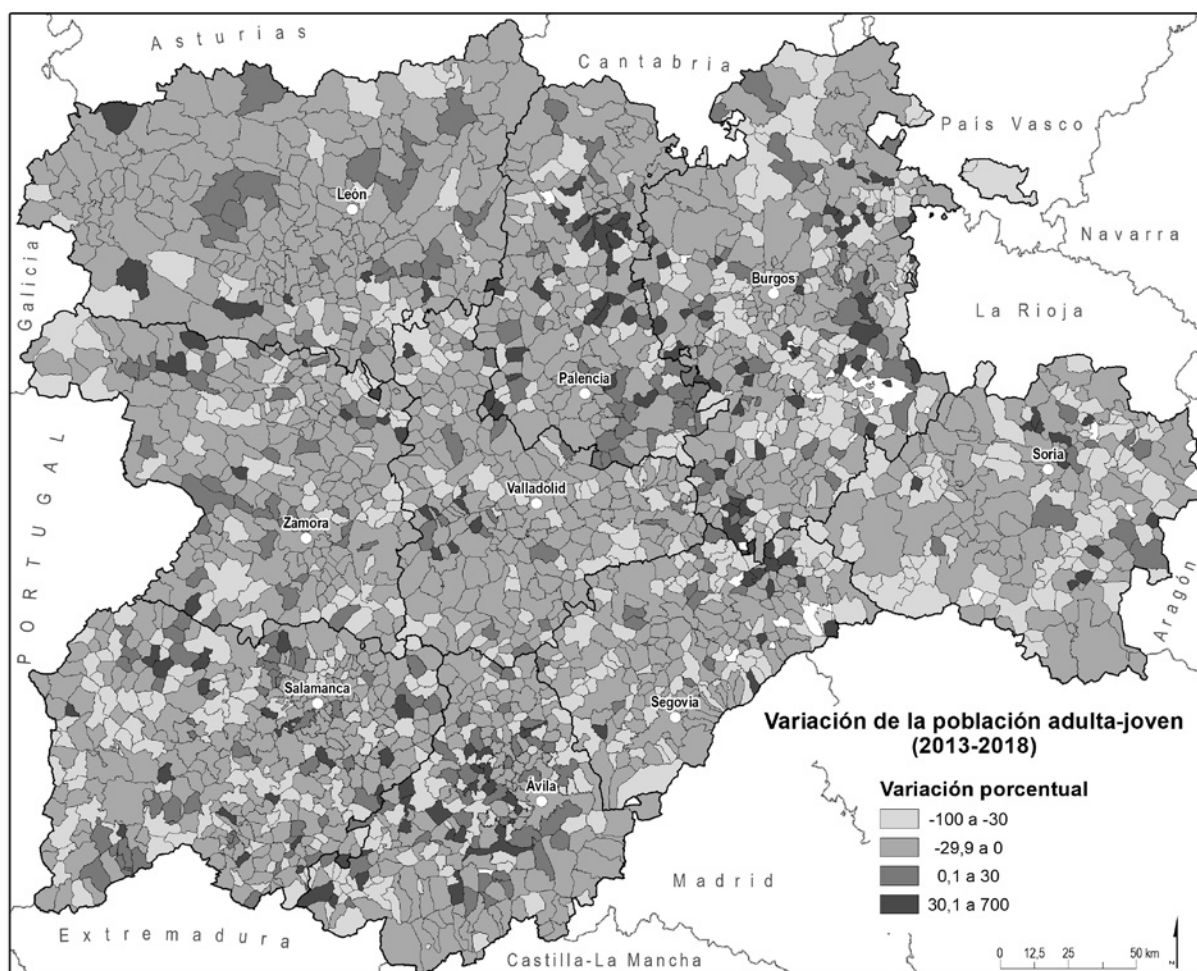 Asturias
Cantabria
País Vasco
León
Navarra
Galicia
Burgos
La Rioja
Palencia
Soria
Valladolid
Zamora
PORTUGAL
Aragón
Salamanca
Segovia
Variación de la población adulta-joven
(2013-2018)
Ávila
Variación porcentual
-100 a -30
-29,9 a 0
0,1 a 30
30,1 a 700
Madrid
Extremadura
Castilla-La Mancha
0 12,5 25 50 km
N